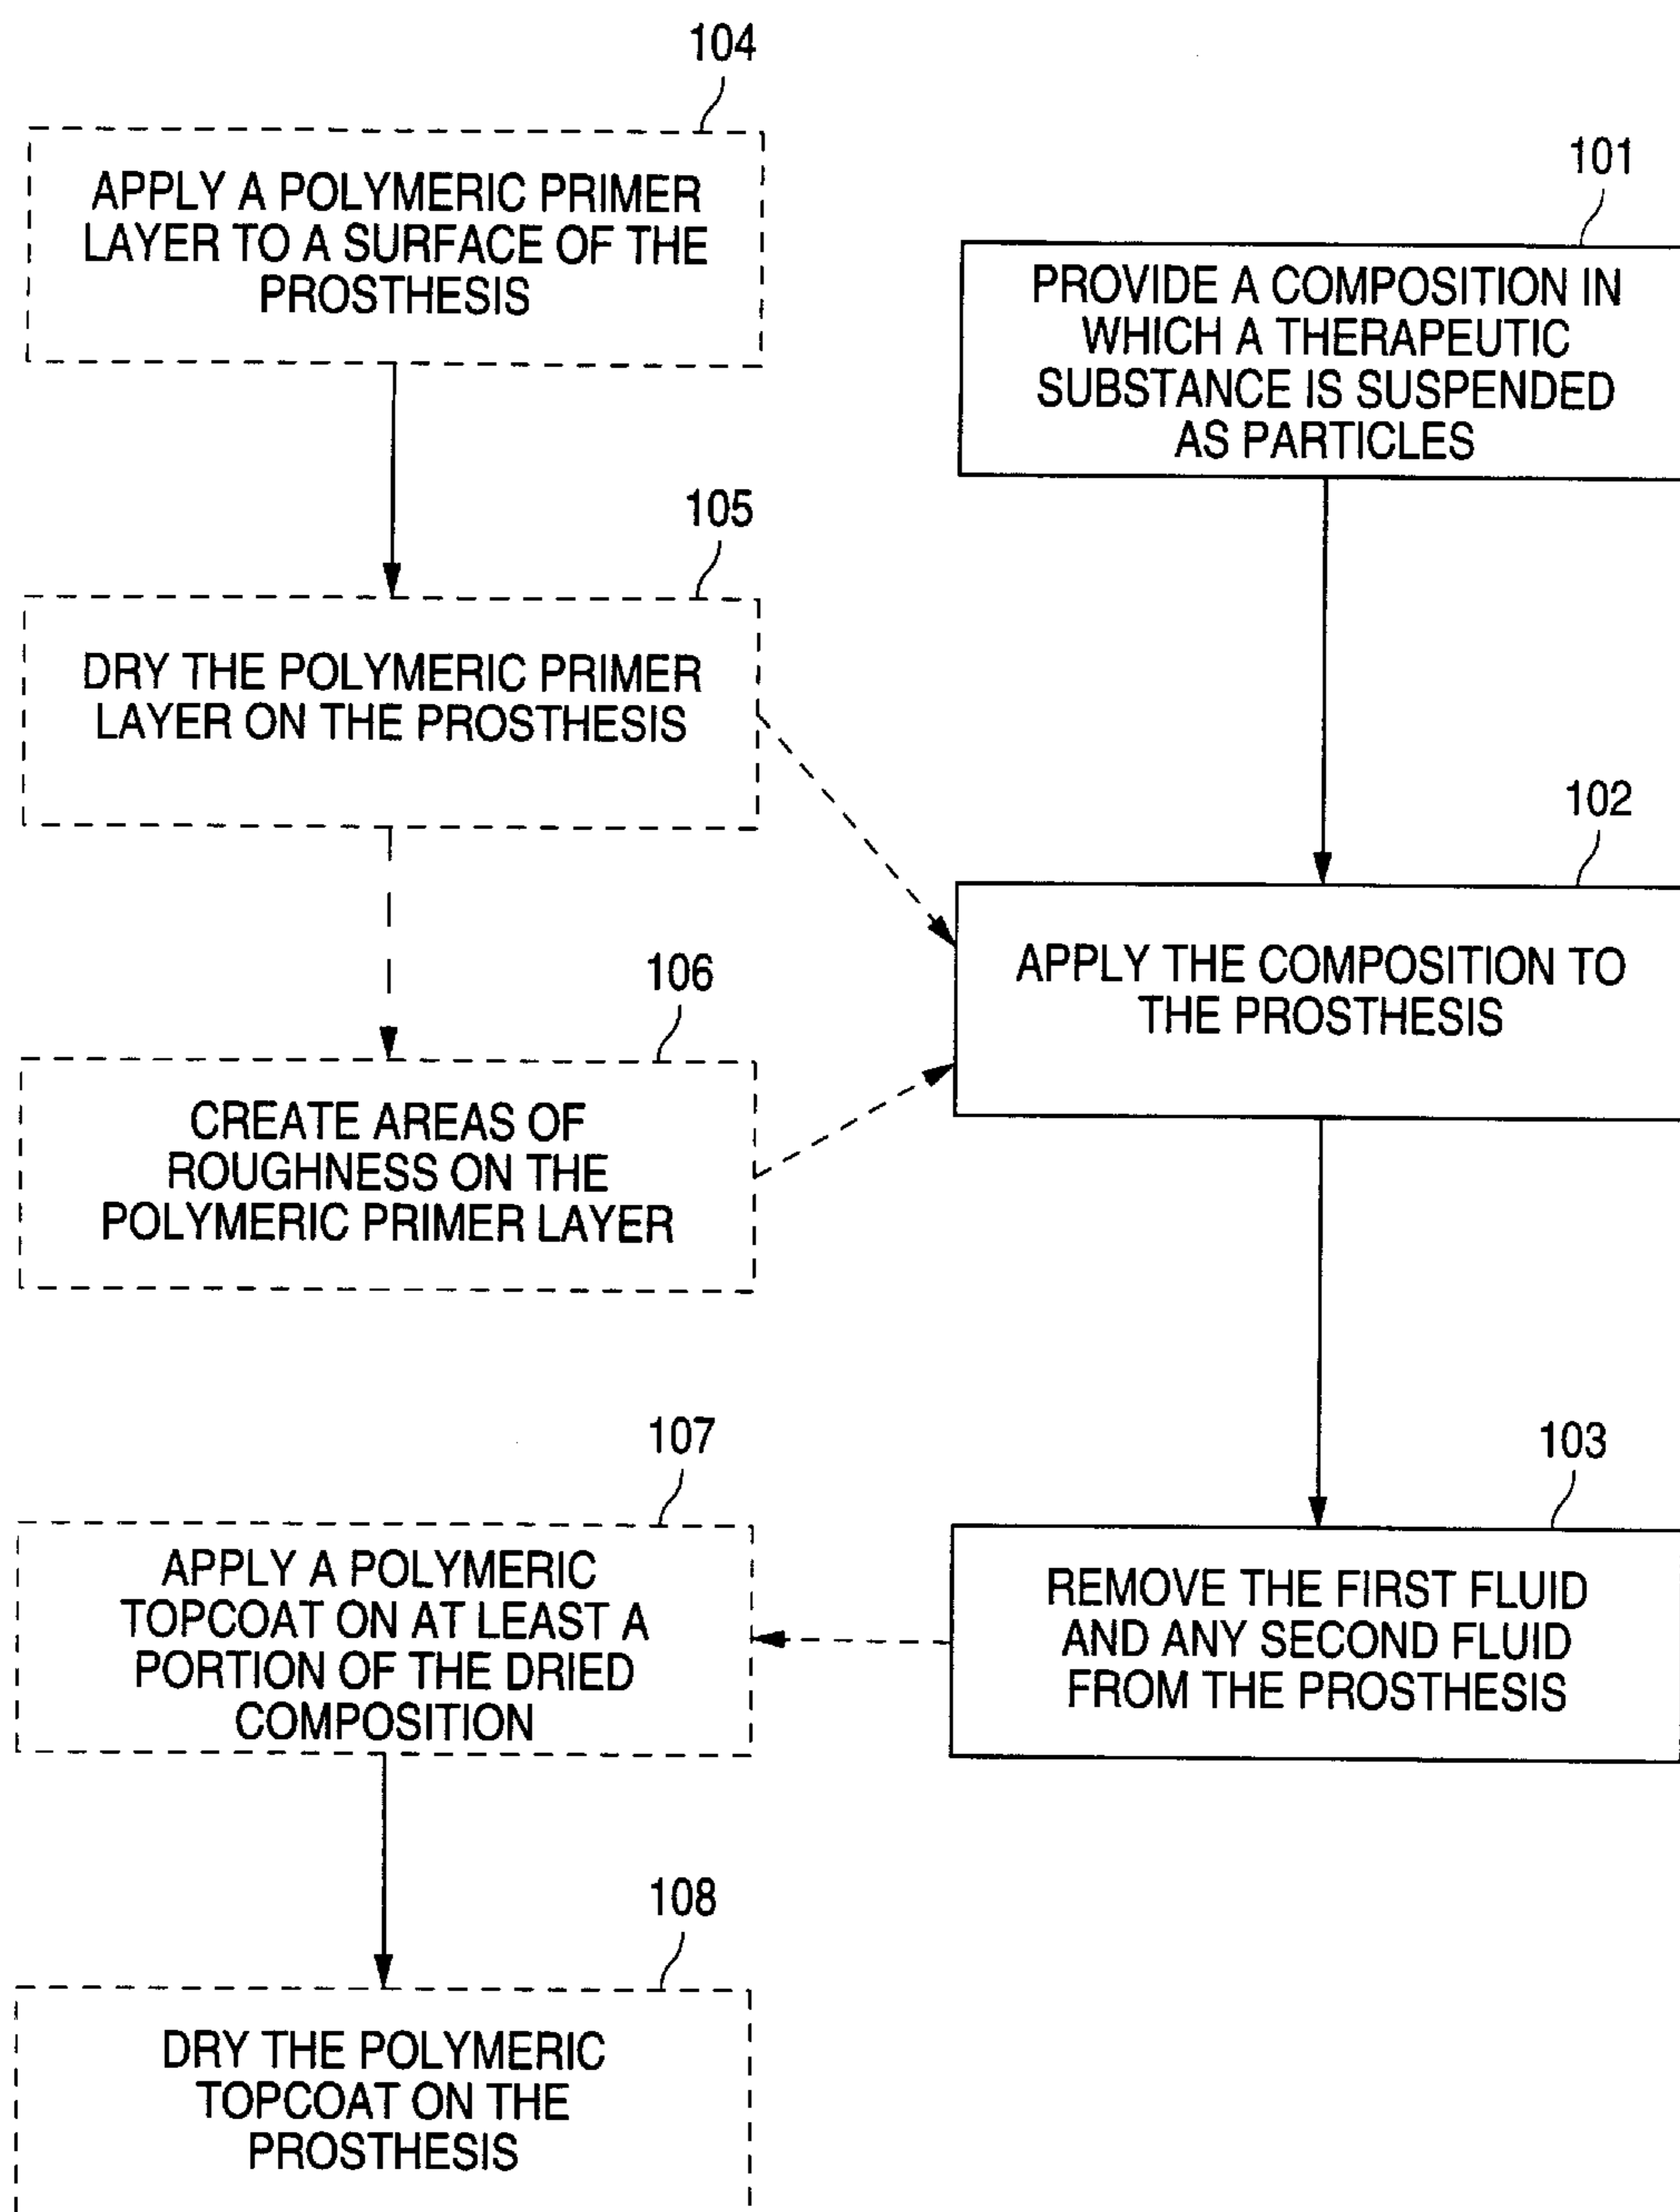 104
APPLY A POLYMERIC PRIMER
LAYER TO A SURFACE OF THE
PROSTHESIS
101
PROVIDE A COMPOSITION IN
WHICH A THERAPEUTIC
SUBSTANCE IS SUSPENDED
AS PARTICLES
105
DRY THE POLYMERIC PRIMER
LAYER ON THE PROSTHESIS
102
APPLY THE COMPOSITION TO
THE PROSTHESIS
106
CREATE AREAS OF
ROUGHNESS ON THE
POLYMERIC PRIMER LAYER
107
APPLY A POLYMERIC
TOPCOAT ON AT LEAST A
PORTION OF THE DRIED
COMPOSITION
103
REMOVE THE FIRST FLUID
AND ANY SECOND FLUID
FROM THE PROSTHESIS
108
DRY THE POLYMERIC
TOPCOAT ON THE
PROSTHESIS